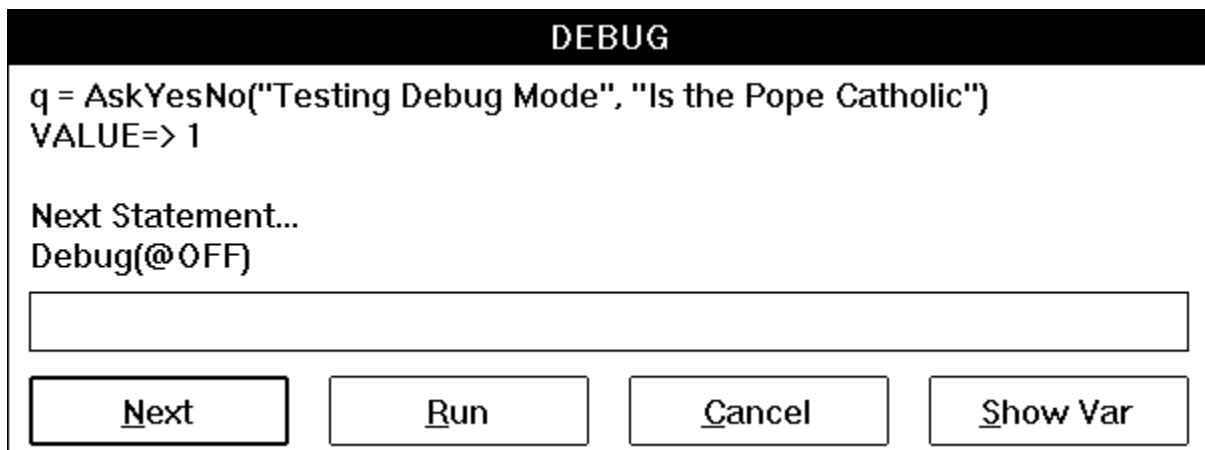 DEBUG
q = AskYesNo("Testing Debug Mode", "Is the Pope Catholic")
VALUE=> 1
Next Statement...
Debug(@OFF)
Next Run Cancel Show Var